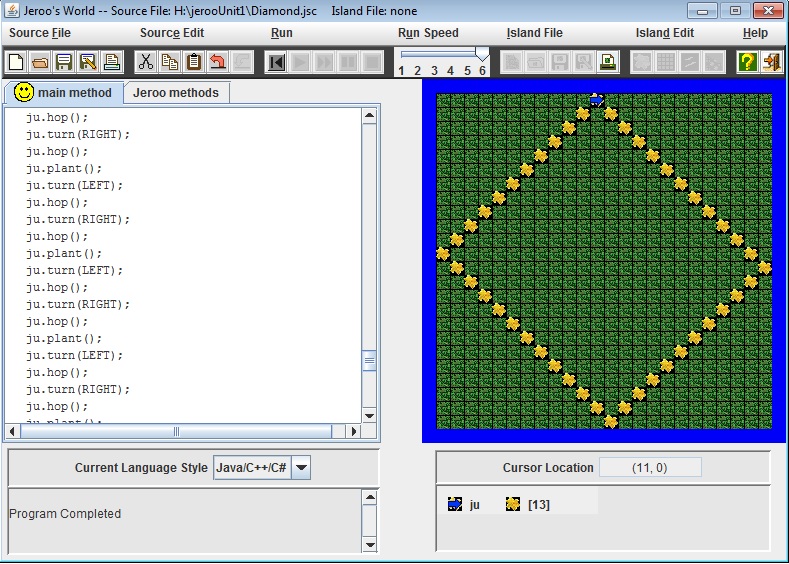 Jeroo's World -- Source File: H:\jerooUnit1\Diamond.jsc     Island File: none
Source File     Source Edit     Run     Run Speed     Island File     Island Edit     Help
1 2 3 4 5 6
main method     Jeroo methods
ju.hop();
ju.turn(RIGHT);
ju.hop();
ju.plant();
ju.turn(LEFT);
ju.hop();
ju.turn(RIGHT);
ju.hop();
ju.plant();
ju.turn(LEFT);
ju.hop();
ju.turn(RIGHT);
ju.hop();
ju.plant();
ju.turn(LEFT);
ju.hop();
ju.turn(RIGHT);
ju.hop();
ju.plant();
Current Language Style     Java/C++/C#
Program Completed
Cursor Location     (11, 0)
ju     [13]